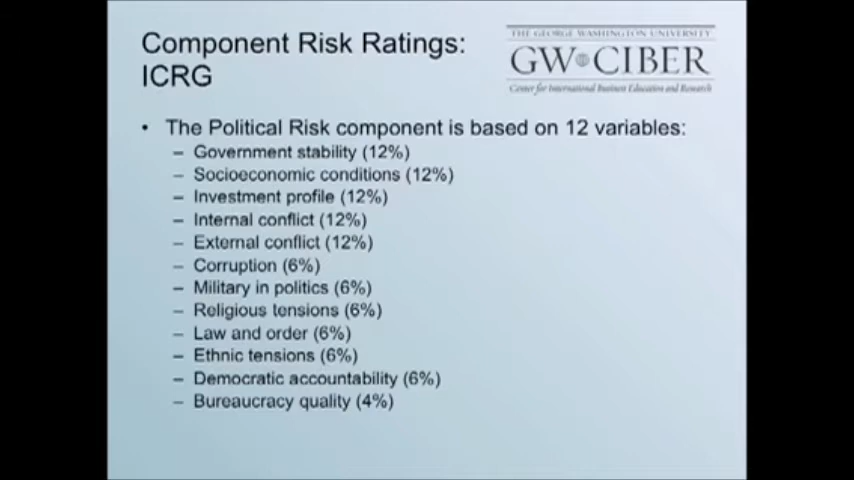 Component Risk Ratings:
ICRG
THE GEORGE WASHINGTON UNIVERSITY
GW CIBER
Center for International Business Education and Research
• The Political Risk component is based on 12 variables:
– Government stability (12%)
– Socioeconomic conditions (12%)
– Investment profile (12%)
– Internal conflict (12%)
– External conflict (12%)
– Corruption (6%)
– Military in politics (6%)
– Religious tensions (6%)
– Law and order (6%)
– Ethnic tensions (6%)
– Democratic accountability (6%)
– Bureaucracy quality (4%)